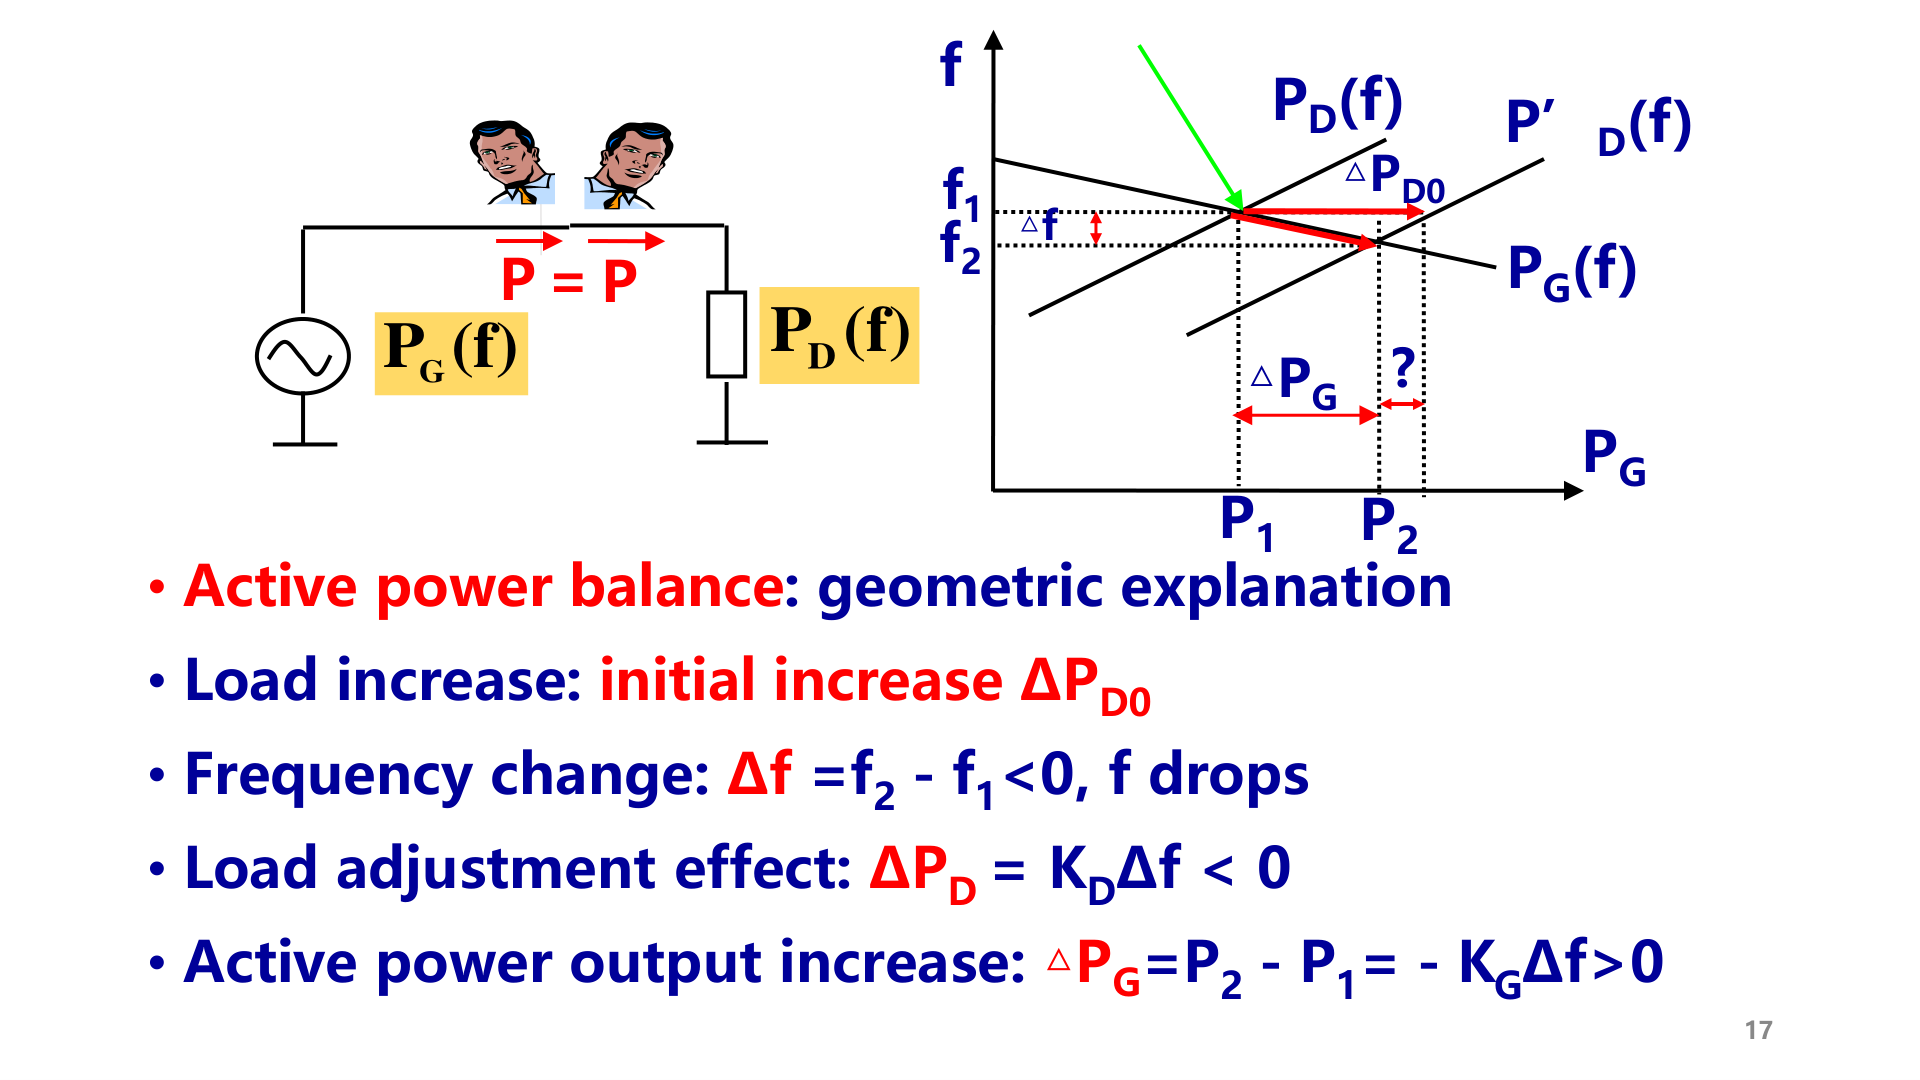 f
P_D(f)
P’ _D(f)
△P_D0
f₁
△f
f₂
P_G(f)
P = P
P_G(f)
P_D(f)
△P_G
?
P_G
P₁ P₂
• Active power balance: geometric explanation
• Load increase: initial increase ΔP_D0
• Frequency change: Δf =f₂ - f₁<0, f drops
• Load adjustment effect: ΔP_D = K_DΔf < 0
• Active power output increase: △P_G=P₂ - P₁= - K_GΔf>0
17